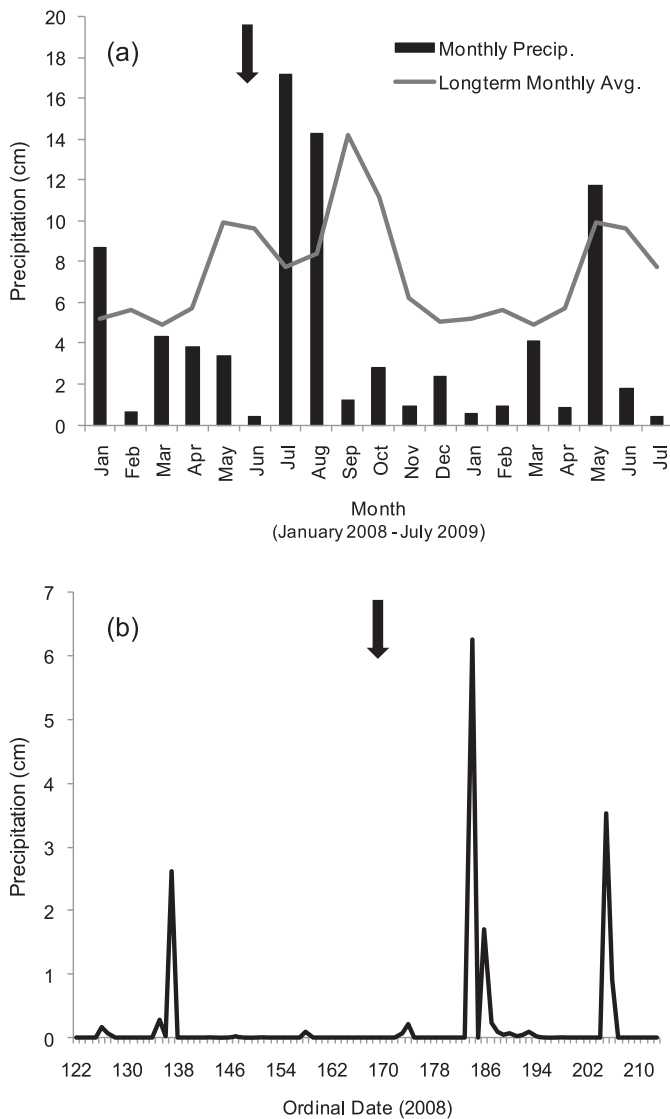 (a)
Monthly Precip.
Longterm Monthly Avg.
Precipitation (cm)
20
18
16
14
12
10
8
6
4
2
0
Jan
Feb
Mar
Apr
May
Jun
Jul
Aug
Sep
Oct
Nov
Dec
Jan
Feb
Mar
Apr
May
Jun
Jul
Month
(January 2008 - July 2009)
(b)
Precipitation (cm)
7
6
5
4
3
2
1
0
122 130 138 146 154 162 170 178 186 194 202 210
Ordinal Date (2008)